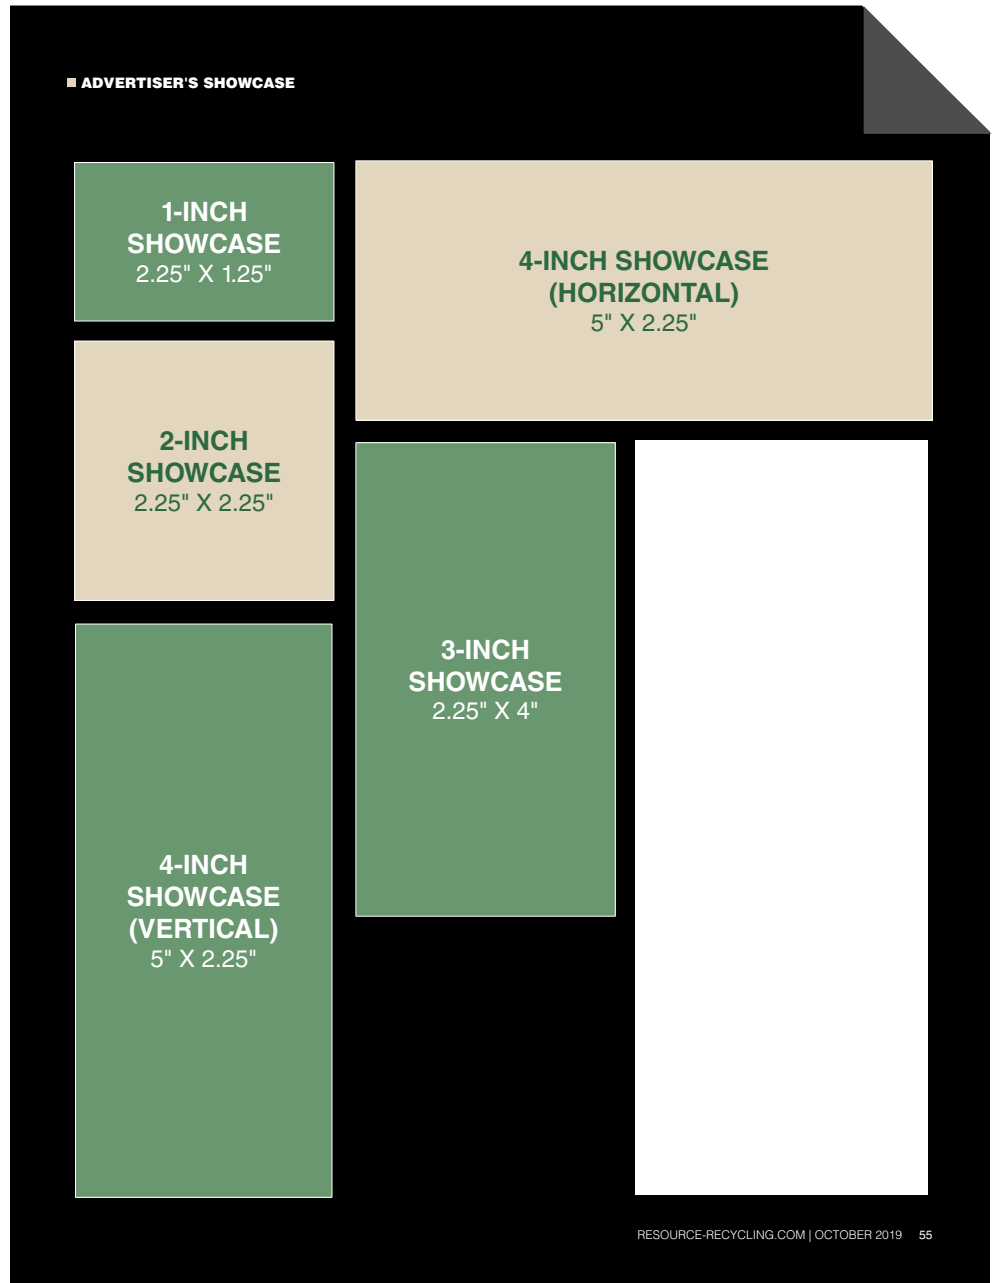 ADVERTISER'S SHOWCASE
1-INCH
SHOWCASE
2.25" X 1.25"
4-INCH SHOWCASE
(HORIZONTAL)
5" X 2.25"
2-INCH
SHOWCASE
2.25" X 2.25"
3-INCH
SHOWCASE
2.25" X 4"
4-INCH
SHOWCASE
(VERTICAL)
5" X 2.25"
RESOURCE-RECYCLING.COM | OCTOBER 2019 55